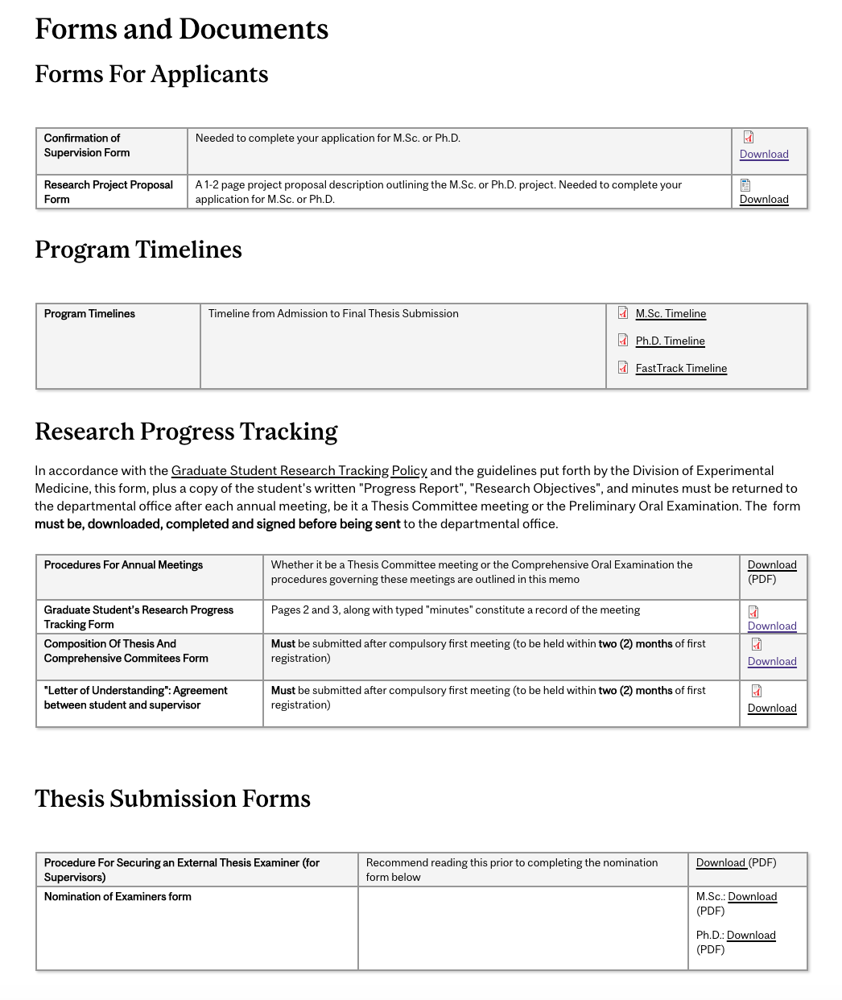 Forms and Documents
Forms For Applicants
Confirmation of
Supervision Form
Needed to complete your application for M.Sc. or Ph.D.
Download
Research Project Proposal
Form
A 1-2 page project proposal description outlining the M.Sc. or Ph.D. project. Needed to complete your
application for M.Sc. or Ph.D.
Download
Program Timelines
Program Timelines
Timeline from Admission to Final Thesis Submission
M.Sc. Timeline
Ph.D. Timeline
FastTrack Timeline
Research Progress Tracking
In accordance with the Graduate Student Research Tracking Policy and the guidelines put forth by the Division of Experimental
Medicine, this form, plus a copy of the student's written "Progress Report", "Research Objectives", and minutes must be returned to
the departmental office after each annual meeting, be it a Thesis Committee meeting or the Preliminary Oral Examination. The  form
must be, downloaded, completed and signed before being sent to the departmental office.
Procedures For Annual Meetings
Whether it be a Thesis Committee meeting or the Comprehensive Oral Examination the
procedures governing these meetings are outlined in this memo
Download
(PDF)
Graduate Student's Research Progress
Tracking Form
Pages 2 and 3, along with typed "minutes" constitute a record of the meeting
Download
Composition Of Thesis And
Comprehensive Commitees Form
Must be submitted after compulsory first meeting (to be held within two (2) months of first
registration)
Download
"Letter of Understanding": Agreement
between student and supervisor
Must be submitted after compulsory first meeting (to be held within two (2) months of first
registration)
Download
Thesis Submission Forms
Procedure For Securing an External Thesis Examiner (for
Supervisors)
Recommend reading this prior to completing the nomination
form below
Download (PDF)
Nomination of Examiners form
M.Sc.: Download
(PDF)
Ph.D.: Download
(PDF)